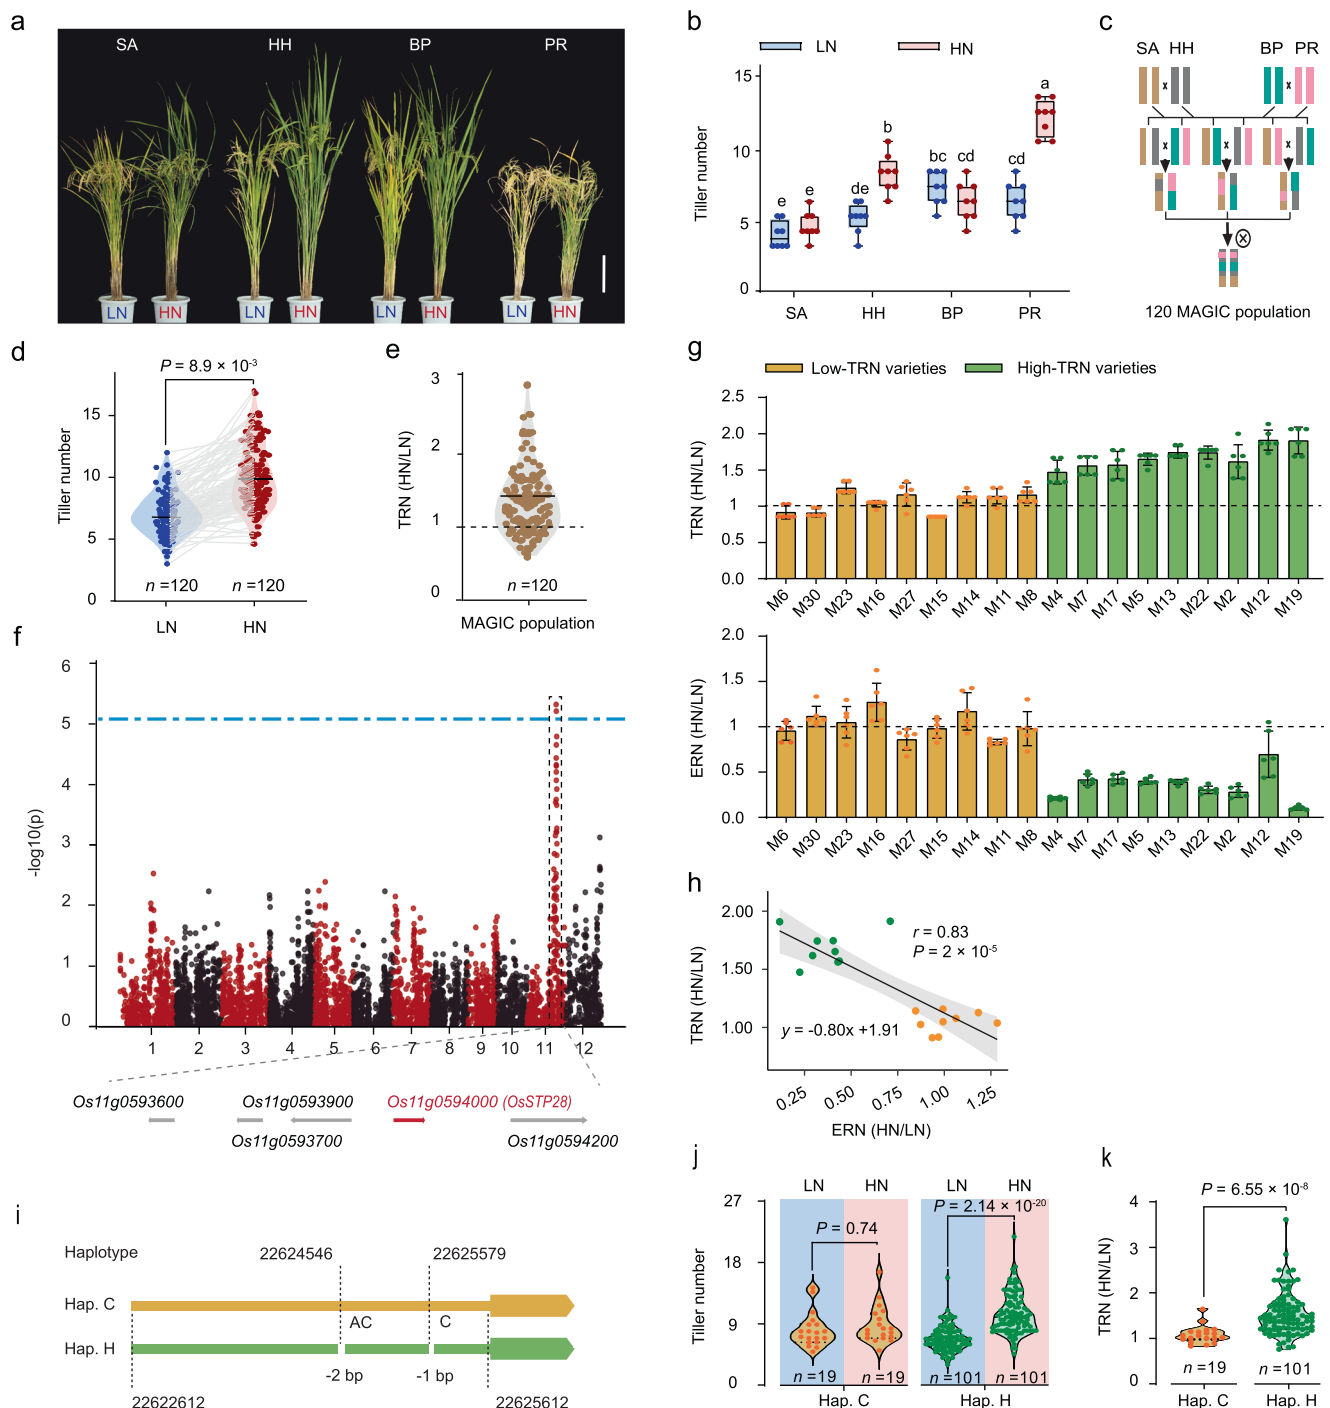 a
SA HH BP PR
LN HN LN HN LN HN LN HN
b
LN HN
Tiller number
15
10
5
0
e e de b bc cd cd a
SA HH BP PR
c
SA HH BP PR
x x
x x x
120 MAGIC population
d
P = 8.9 × 10-3
Tiller number
15
10
5
0
n =120 n =120
LN HN
e
TRN (HN/LN)
3
2
1
0
n =120
MAGIC population
f
-log10(p)
6
5
4
3
2
1
0
1 2 3 4 5 6 7 8 9 10 11 12
Os11g0593600 Os11g0593900 Os11g0594000 (OsSTP28)
Os11g0593700 Os11g0594200
g
Low-TRN varieties High-TRN varieties
TRN (HN/LN)
2.5
2.0
1.5
1
0.5
0.0
M6 M30 M23 M16 M27 M15 M14 M11 M8 M4 M7 M17 M5 M13 M22 M2 M12 M19
ERN (HN/LN)
2.0
1.5
1
0.5
0.0
M6 M30 M23 M16 M27 M15 M14 M11 M8 M4 M7 M17 M5 M13 M22 M2 M12 M19
h
TRN (HN/LN)
2.00
1.50
1.00
r = 0.83
P = 2 × 10-5
y = -0.80x +1.91
0.25 0.50 0.75 1.00 1.25
ERN (HN/LN)
i
Haplotype 22624546 22625579
Hap. C
AC C
Hap. H
-2 bp -1 bp
22622612 22625612
j
LN HN LN HN
Tiller number
27
18
9
0
P = 0.74
P = 2.14 × 10-20
n =19 n =19 n =101 n =101
Hap. C Hap. H
k
P = 6.55 × 10-8
TRN (HN/LN)
4
3
2
1
0
n =19 n =101
Hap. C Hap. H